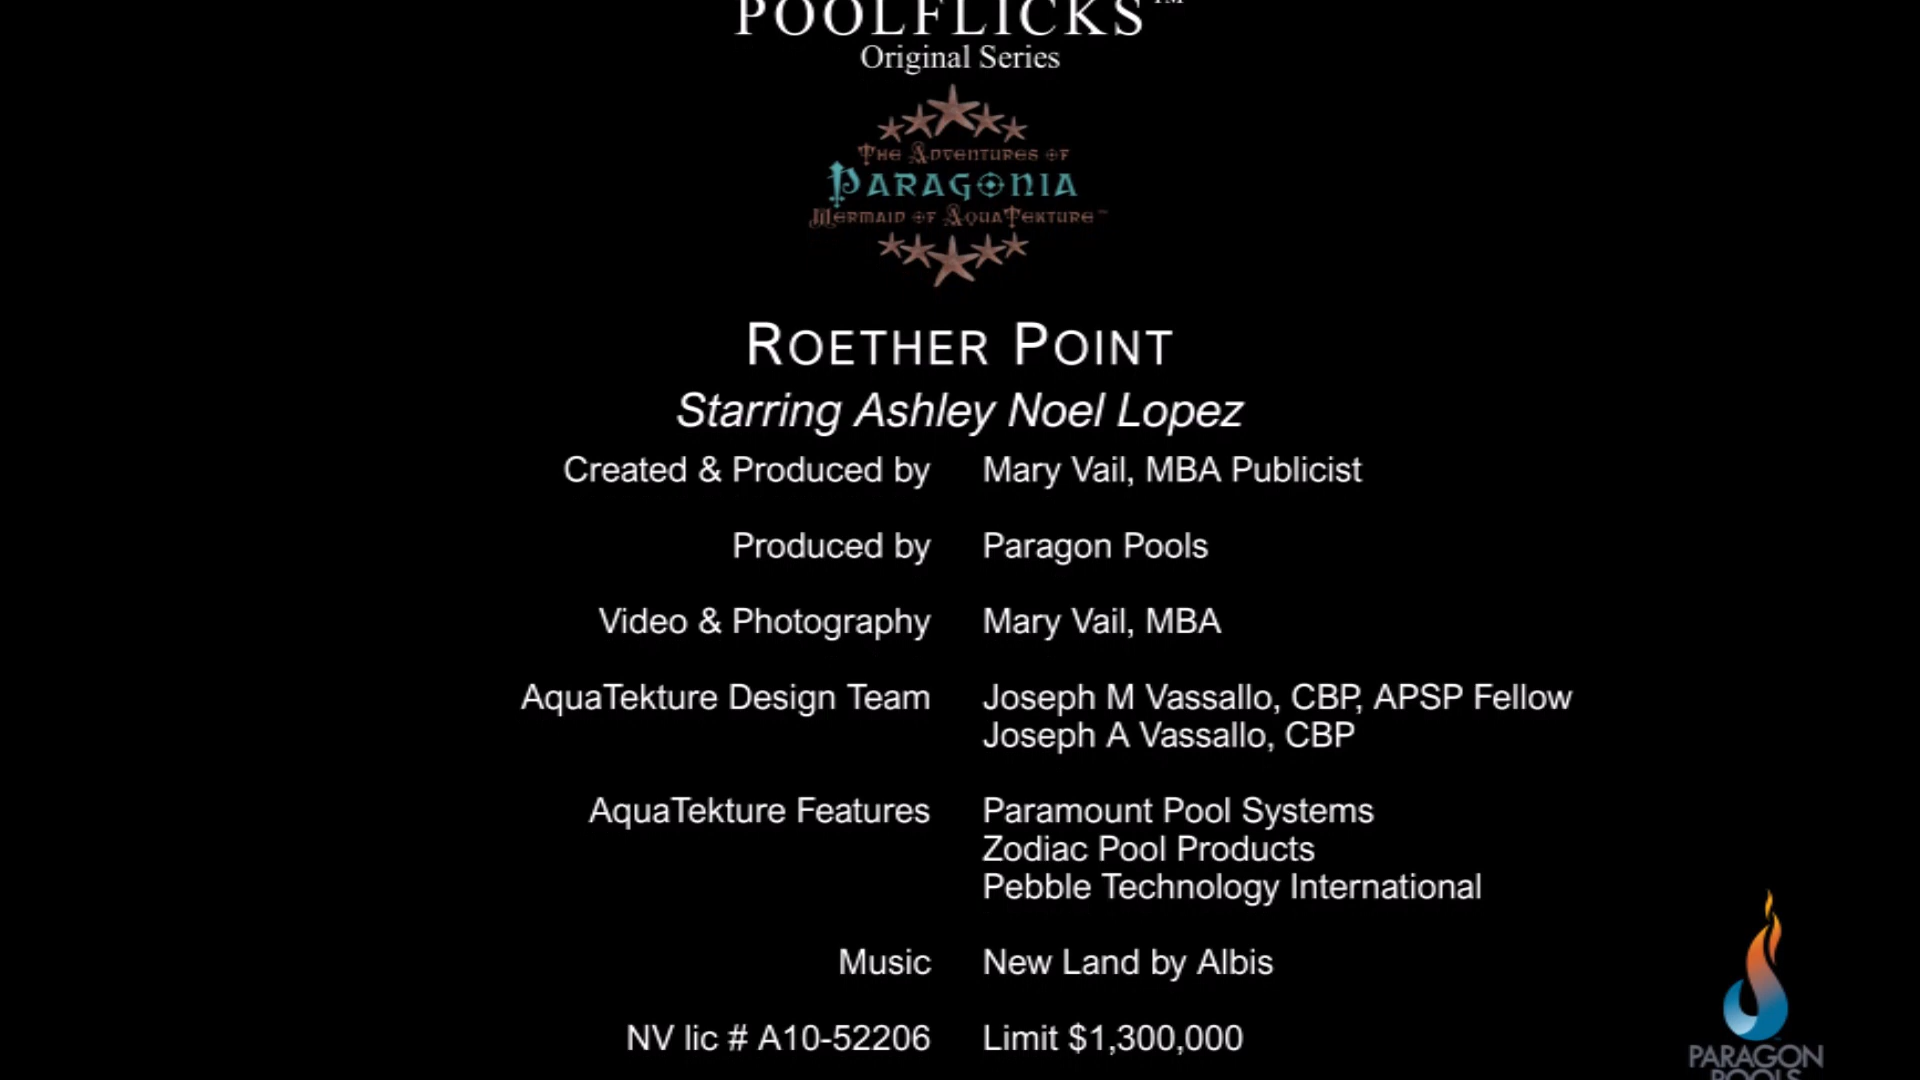 POOLFLICKS™
Original Series
The Adventures of
Paragonia
Mermaid of AquaTekture™
ROETHER POINT
Starring Ashley Noel Lopez
Created & Produced by Mary Vail, MBA Publicist
Produced by Paragon Pools
Video & Photography Mary Vail, MBA
AquaTekture Design Team Joseph M Vassallo, CBP, APSP Fellow
Joseph A Vassallo, CBP
AquaTekture Features Paramount Pool Systems
Zodiac Pool Products
Pebble Technology International
Music New Land by Albis
NV lic # A10-52206 Limit $1,300,000
PARAGON
POOLS